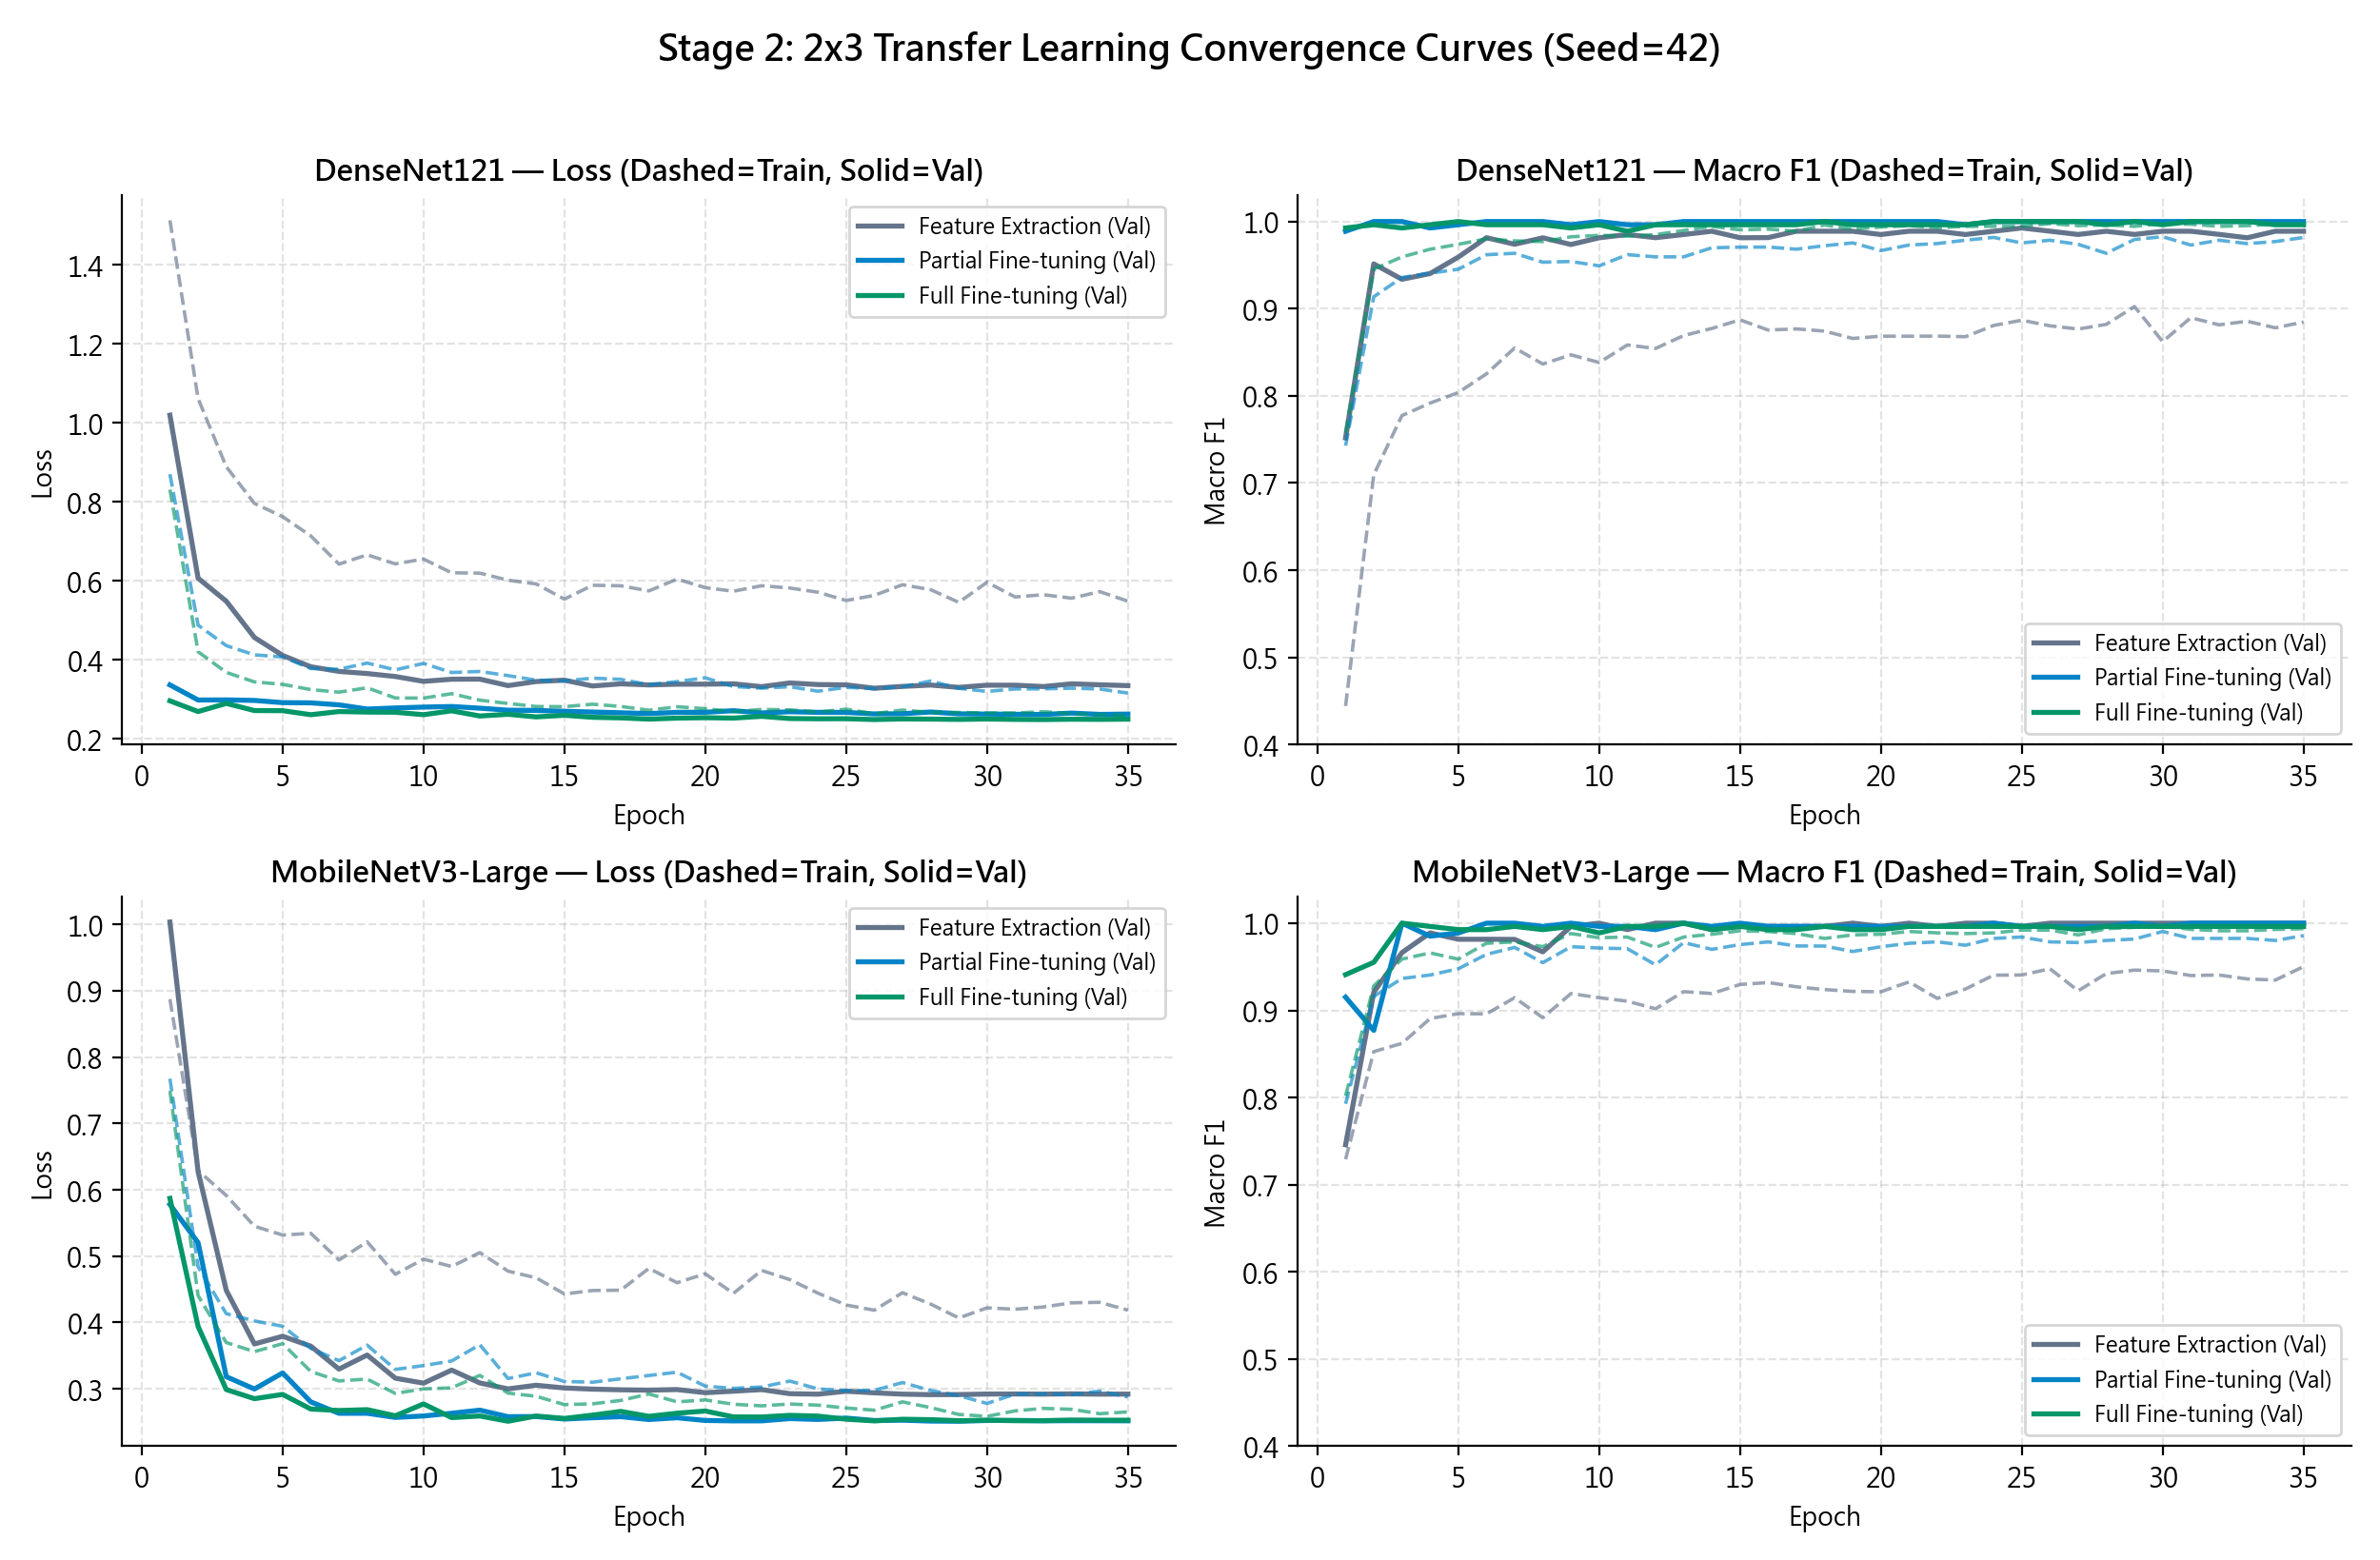 Stage 2: 2x3 Transfer Learning Convergence Curves (Seed=42)
DenseNet121 — Loss (Dashed=Train, Solid=Val)
Loss
1.4
1.2
1.0
0.8
0.6
0.4
0.2
0 5 10 15 20 25 30 35
Epoch
Feature Extraction (Val)
Partial Fine-tuning (Val)
Full Fine-tuning (Val)
DenseNet121 — Macro F1 (Dashed=Train, Solid=Val)
Macro F1
1.0
0.9
0.8
0.7
0.6
0.5
0.4
0 5 10 15 20 25 30 35
Epoch
Feature Extraction (Val)
Partial Fine-tuning (Val)
Full Fine-tuning (Val)
MobileNetV3-Large — Loss (Dashed=Train, Solid=Val)
Loss
1.0
0.9
0.8
0.7
0.6
0.5
0.4
0.3
0 5 10 15 20 25 30 35
Epoch
Feature Extraction (Val)
Partial Fine-tuning (Val)
Full Fine-tuning (Val)
MobileNetV3-Large — Macro F1 (Dashed=Train, Solid=Val)
Macro F1
1.0
0.9
0.8
0.7
0.6
0.5
0.4
0 5 10 15 20 25 30 35
Epoch
Feature Extraction (Val)
Partial Fine-tuning (Val)
Full Fine-tuning (Val)